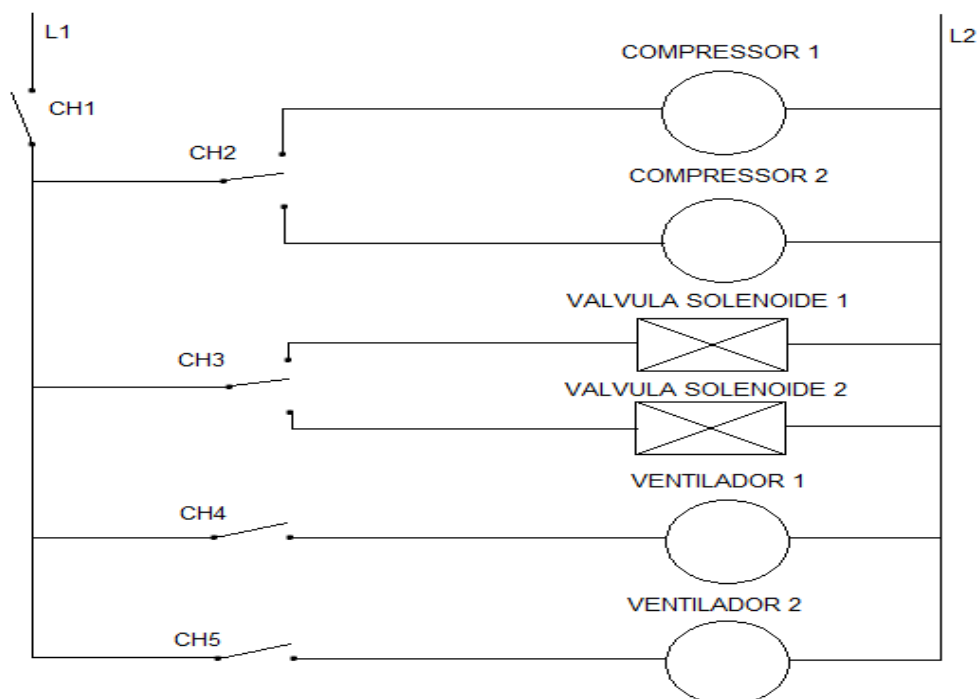 L1
L2
COMPRESSOR 1
CH1
CH2
COMPRESSOR 2
VALVULA SOLENOIDE 1
CH3
VALVULA SOLENOIDE 2
VENTILADOR 1
CH4
VENTILADOR 2
CH5